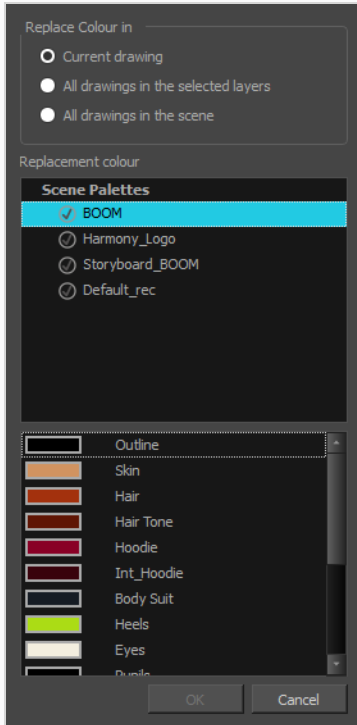 Replace Colour in
Current drawing
All drawings in the selected layers
All drawings in the scene
Replacement colour
Scene Palettes
BOOM
Harmony_Logo
Storyboard_BOOM
Default_rec
Outline
Skin
Hair
Hair Tone
Hoodie
Int_Hoodie
Body Suit
Heels
Eyes
Pupils
OK
Cancel